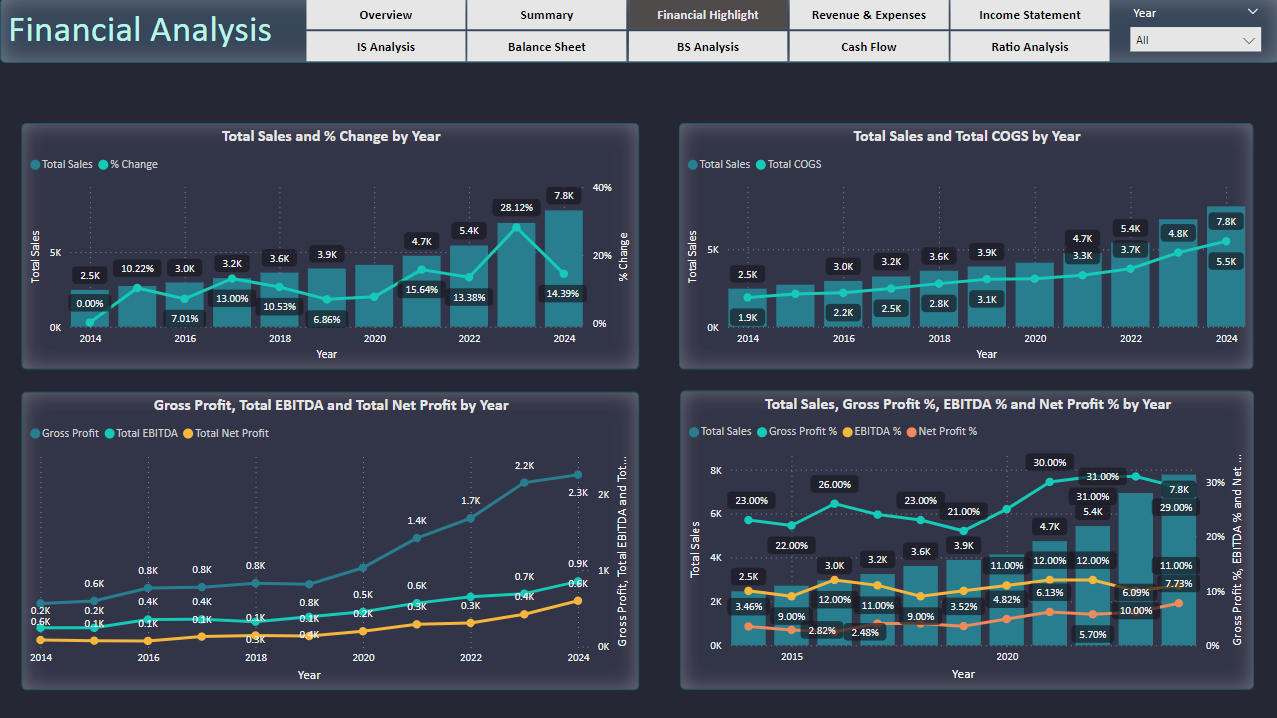 Financial Analysis
Overview
Summary
Financial Highlight
Revenue & Expenses
Income Statement
IS Analysis
Balance Sheet
BS Analysis
Cash Flow
Ratio Analysis
Year
All
Total Sales and % Change by Year
Total Sales % Change
Total Sales
5K
0K
2.5K
10.22%
3.0K
3.2K
3.6K
3.9K
4.7K
5.4K
28.12%
7.8K
0.00%
7.01%
13.00%
10.53%
6.86%
15.64%
13.38%
14.39%
40%
20%
0%
% Change
2014 2016 2018 2020 2022 2024
Year
Total Sales and Total COGS by Year
Total Sales Total COGS
Total Sales
5K
0K
2.5K
3.0K
3.2K
3.6K
3.9K
4.7K
5.4K
4.8K
7.8K
1.9K
2.2K
2.5K
2.8K
3.1K
3.3K
3.7K
5.5K
2014 2016 2018 2020 2022 2024
Year
Gross Profit, Total EBITDA and Total Net Profit by Year
Gross Profit Total EBITDA Total Net Profit
0.6K
0.8K
0.8K
0.8K
1.4K
1.7K
2.2K
2.3K
0.2K
0.2K
0.4K
0.4K
0.8K
0.5K
0.6K
0.7K
0.9K
0.6K
0.1K
0.1K
0.1K
0.1K
0.2K
0.3K
0.3K
0.4K
0.6K
2K
1K
0K
Gross Profit, Total EBITDA and Tot...
2014 2016 2018 2020 2022 2024
Year
Total Sales, Gross Profit %, EBITDA % and Net Profit % by Year
Total Sales Gross Profit % EBITDA % Net Profit %
Total Sales
8K
6K
4K
2K
0K
23.00%
22.00%
26.00%
23.00%
21.00%
30.00%
31.00%
31.00%
29.00%
2.5K
3.0K
3.2K
3.6K
3.9K
4.7K
5.4K
7.8K
9.00%
12.00%
11.00%
9.00%
11.00%
12.00%
12.00%
10.00%
11.00%
3.46%
2.82%
2.48%
3.52%
4.82%
6.13%
5.70%
6.09%
7.73%
30%
20%
10%
0%
Gross Profit %, EBITDA % and Net ...
2015 2020
Year